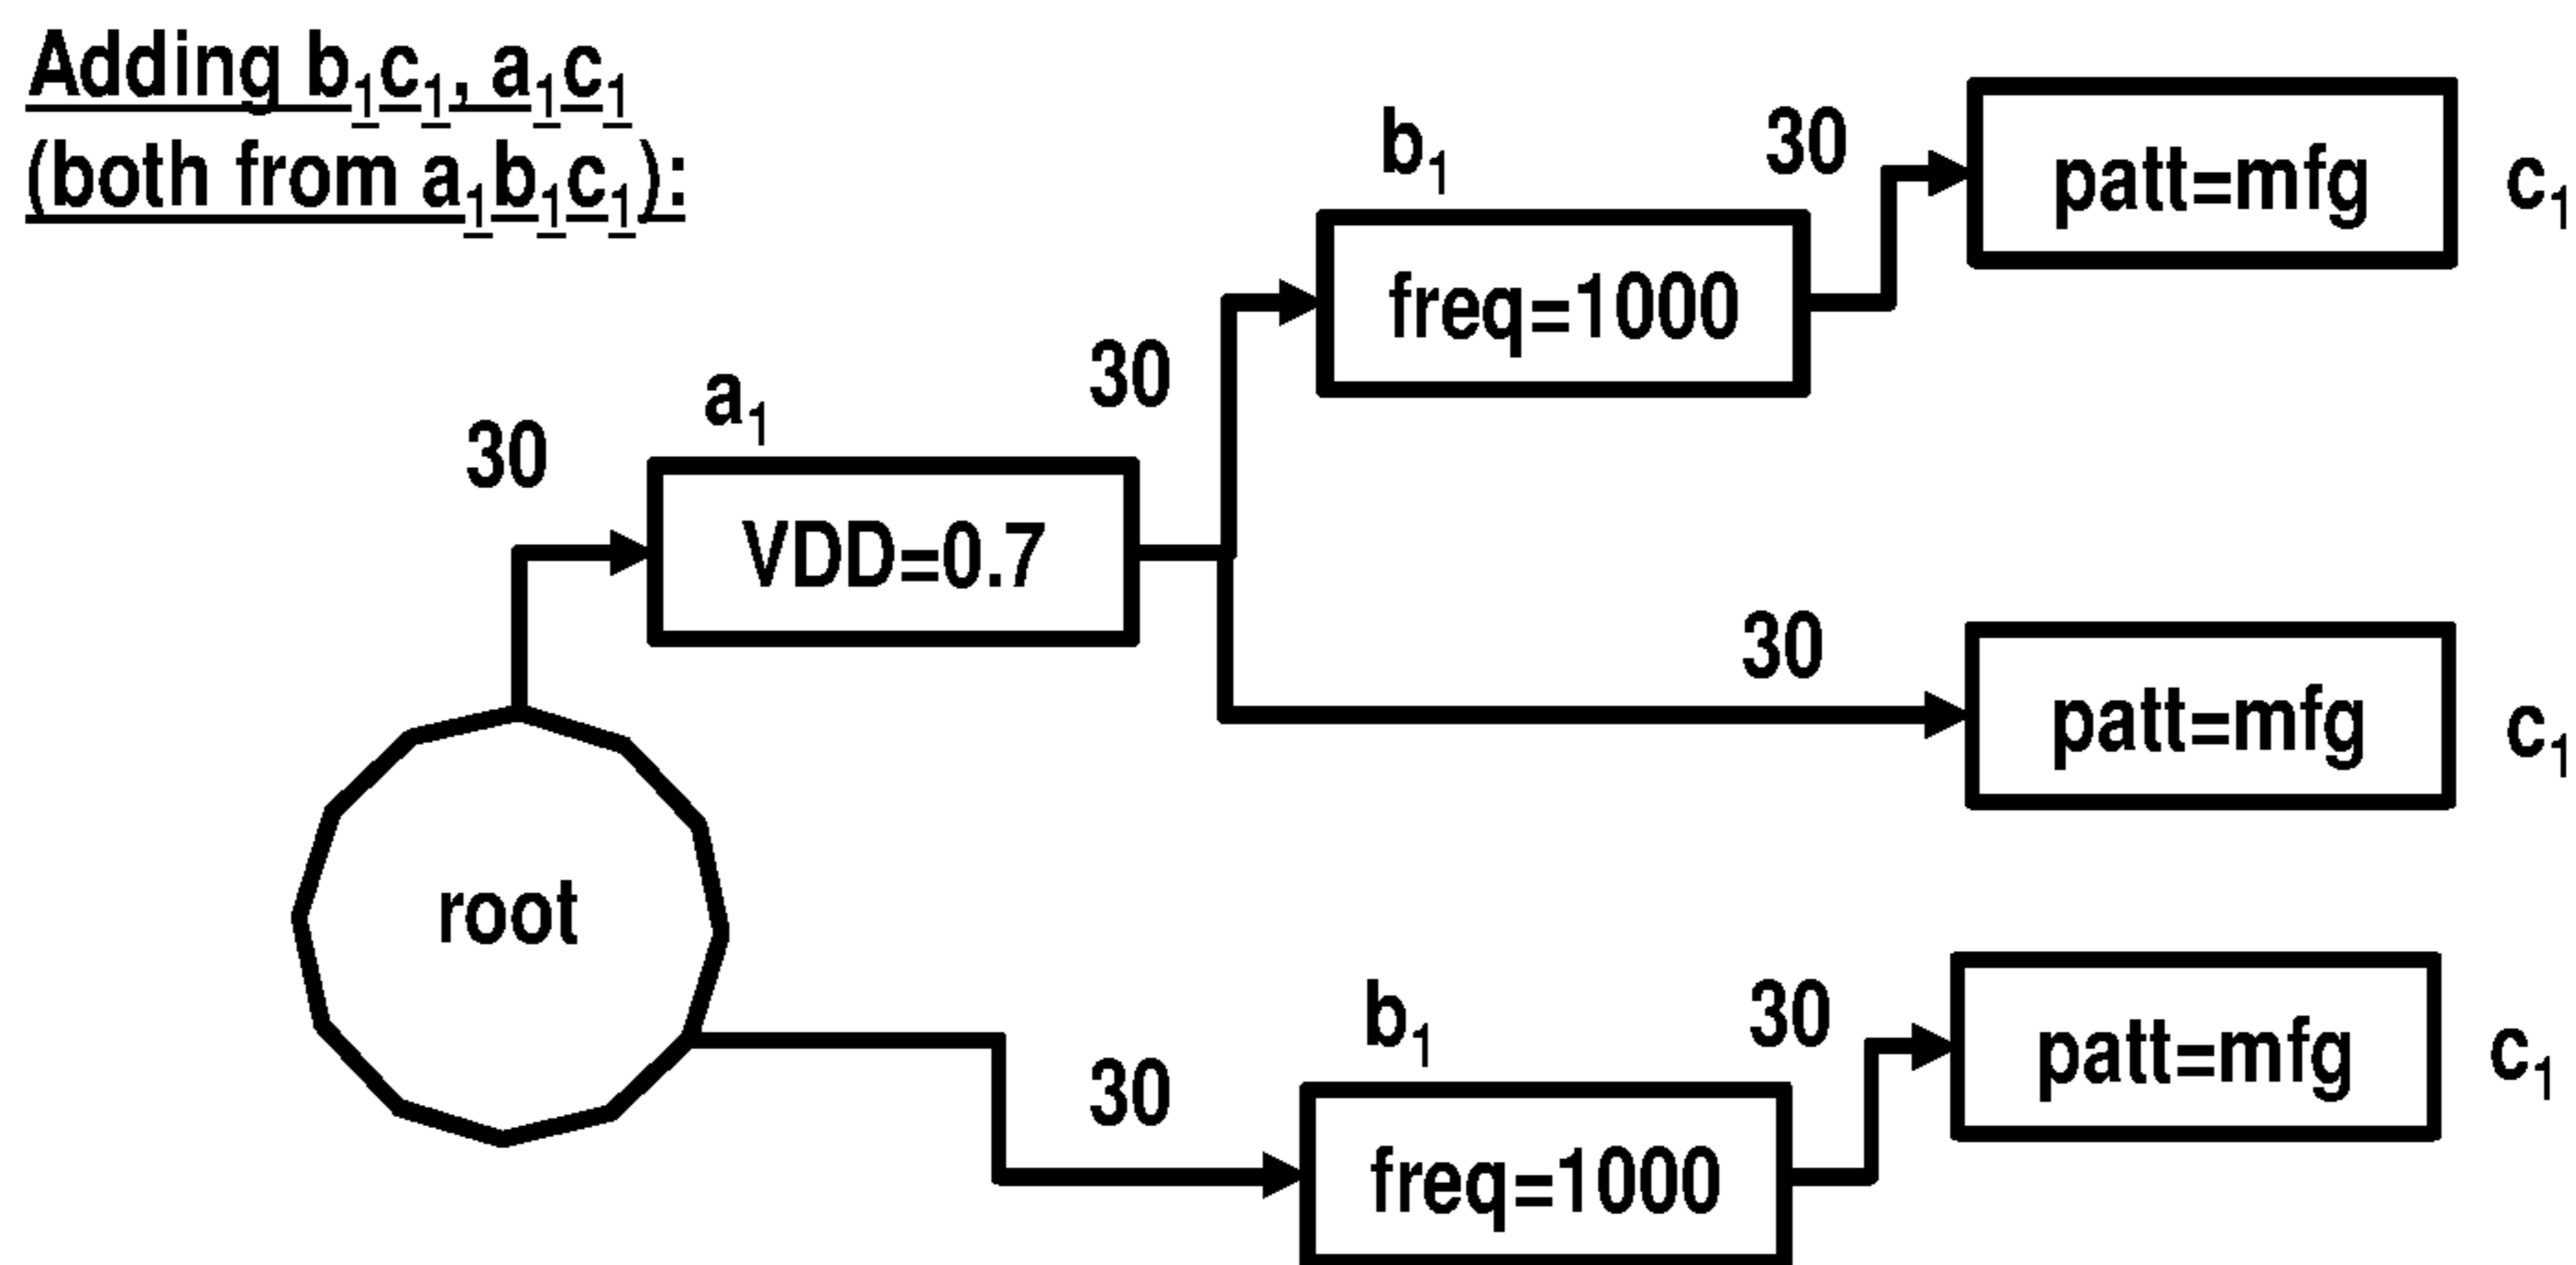 Adding b₁c₁, a₁c₁
(both from a₁b₁c₁):
b₁
30
patt=mfg
c₁
freq=1000
30
a₁
30
VDD=0.7
30
patt=mfg
c₁
root
b₁
30
patt=mfg
c₁
30
freq=1000